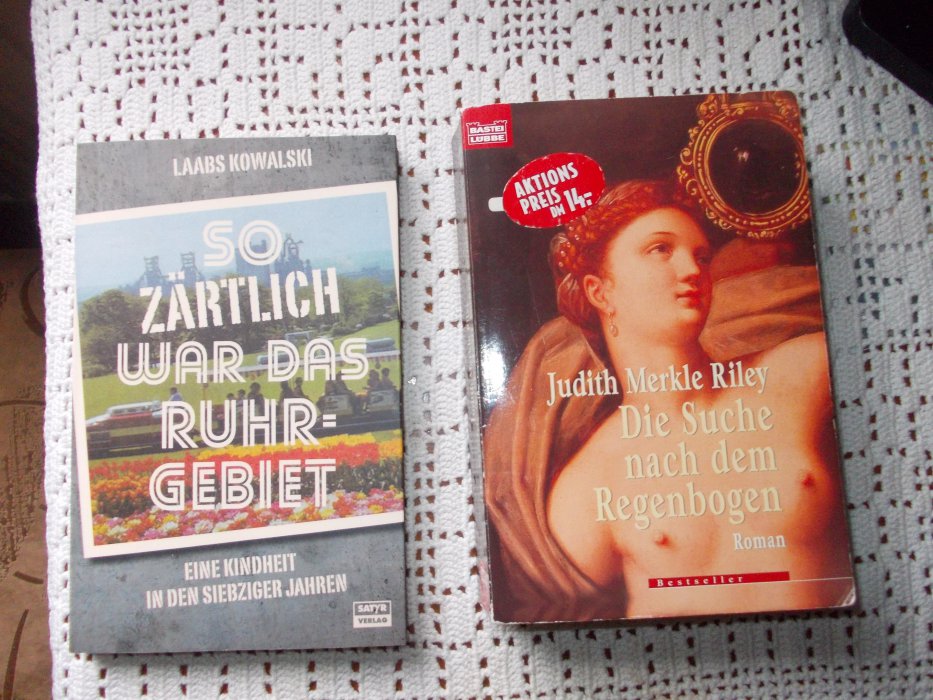 LAABS KOWALSKI
SO
ZÄRTLICH
WAR DAS
RUHR-
GEBIET
EINE KINDHEIT
IN DEN SIEBZIGER JAHREN
SATYR
VERLAG
BASTEI
LÜBBE
AKTIONS
PREIS
DM 14.-
Judith Merkle Riley
Die Suche
nach dem
Regenbogen
Roman
Bestseller